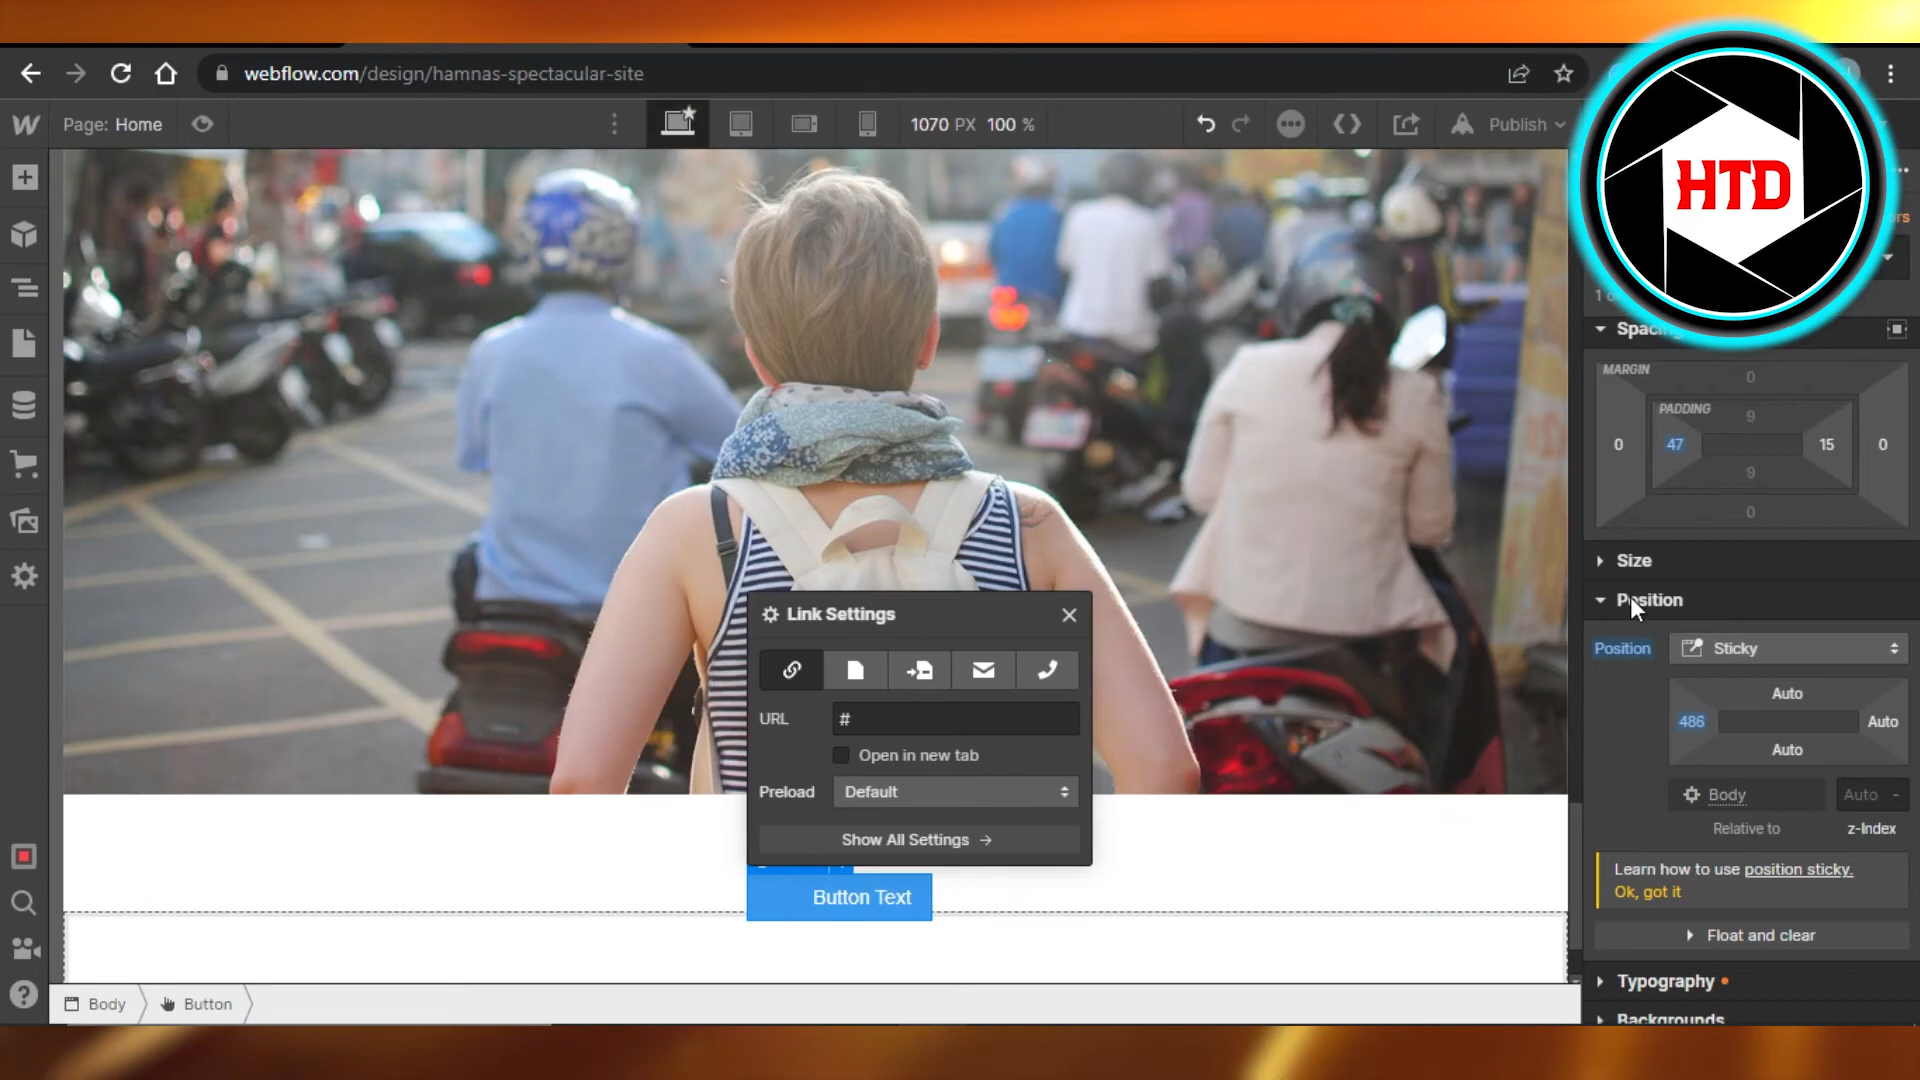 webflow.com/design/hamnas-spectacular-site
Page: Home
1070 PX 100 %
Publish
HTD
MARGIN
0
PADDING
9
0 47 15 0
9
0
Size
Position
Position Sticky
Auto
486 Auto
Auto
Body Auto -
Relative to z-Index
Learn how to use position sticky.
Ok, got it
Float and clear
Typography
Backgrounds
Link Settings
URL #
Open in new tab
Preload Default
Show All Settings →
Button Text
Body Button